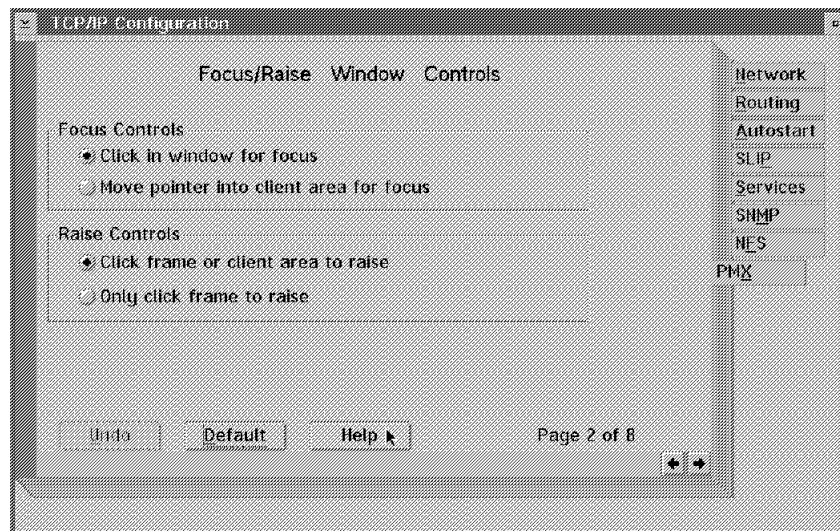 TCP/IP Configuration
Focus/Raise Window Controls
Focus Controls
Click in window for focus
Move pointer into client area for focus
Raise Controls
Click frame or client area to raise
Only click frame to raise
Undo
Default
Help
Page 2 of 8
Network
Routing
Autostart
SLIP
Services
SNMP
NFS
PMX